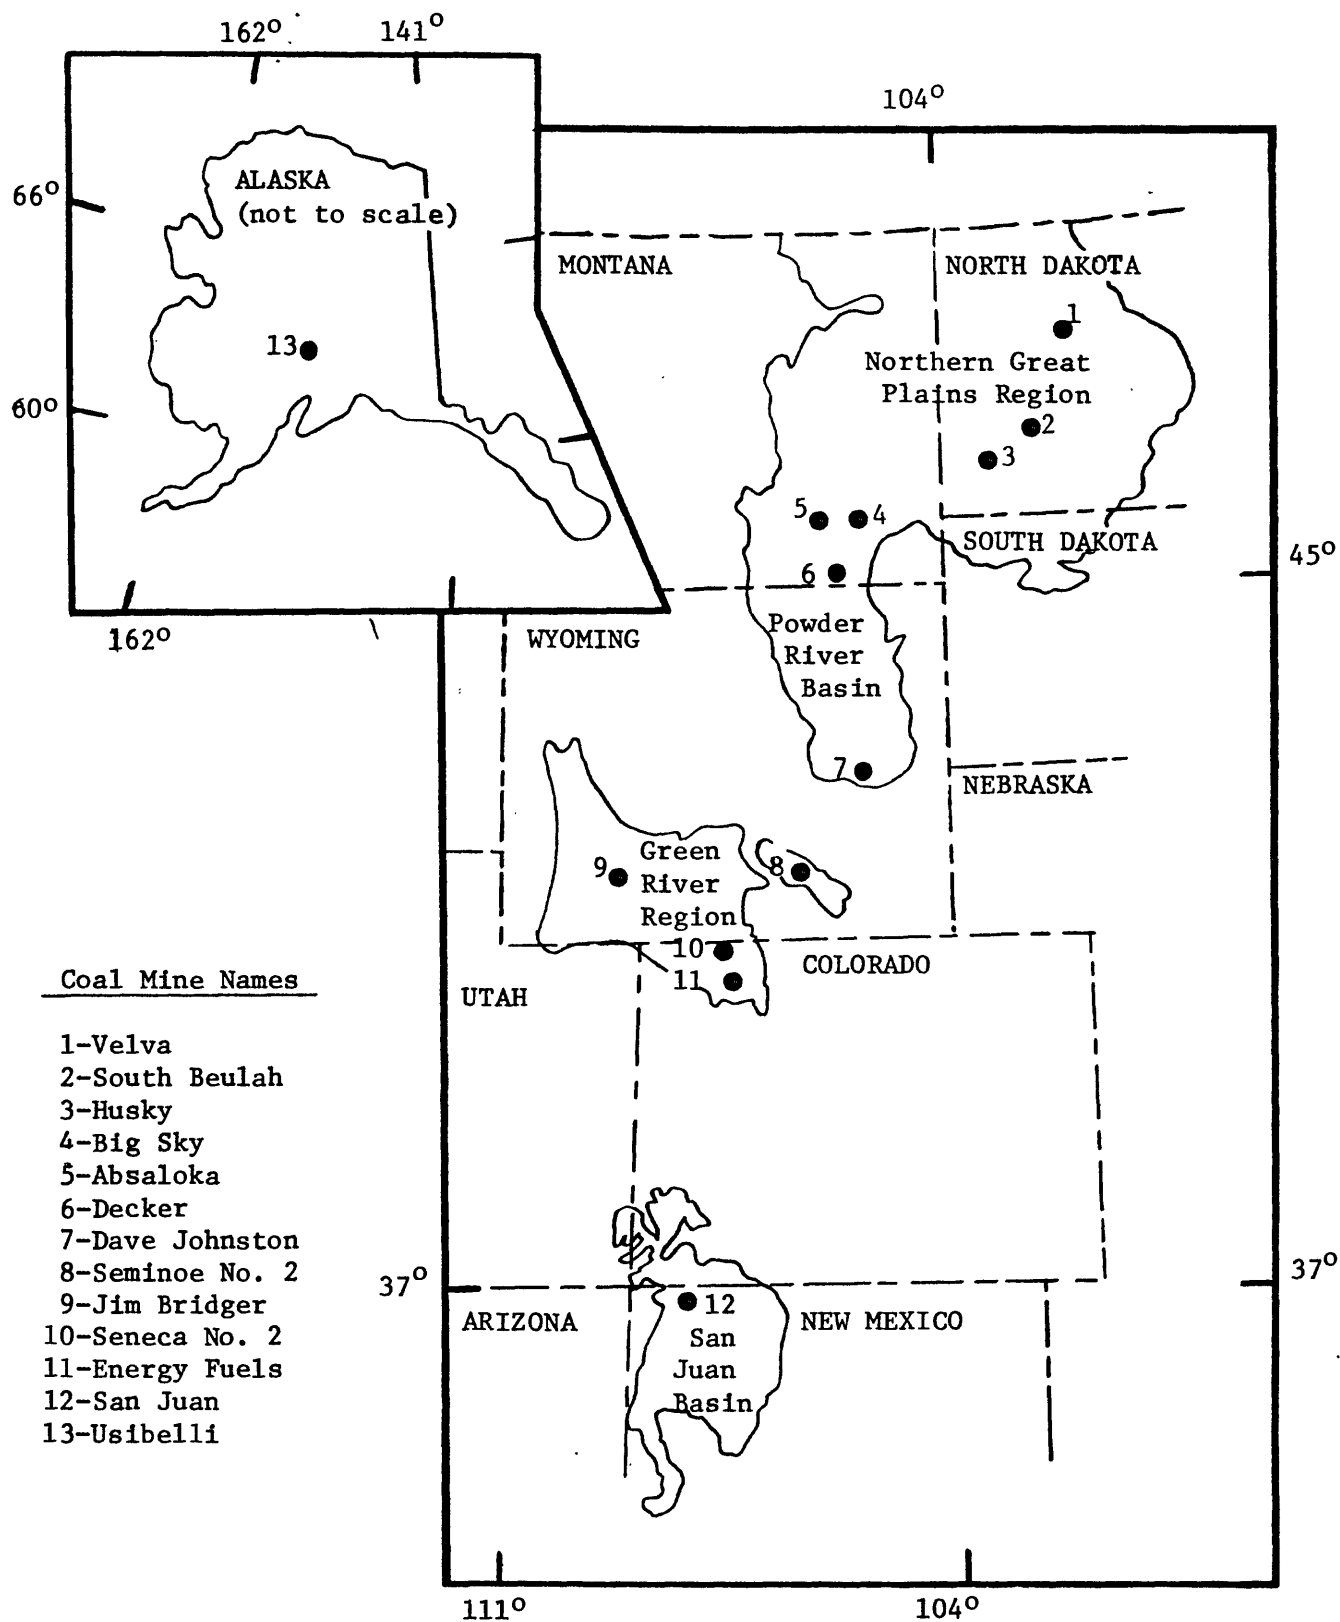 162° 141°
104°
66°
ALASKA
(not to scale)
MONTANA
NORTH DAKOTA
1
13
Northern Great
Plains Region
60°
2
3
5 4
SOUTH DAKOTA
45°
6
162°
WYOMING
Powder
River
Basin
7
NEBRASKA
Green
River
Region
9
8
10
11
COLORADO
UTAH
Coal Mine Names
1-Velva
2-South Beulah
3-Husky
4-Big Sky
5-Absaloka
6-Decker
7-Dave Johnston
8-Seminoe No. 2
9-Jim Bridger
10-Seneca No. 2
11-Energy Fuels
12-San Juan
13-Usibelli
37°
37°
ARIZONA
12
NEW MEXICO
San
Juan
Basin
111°
104°